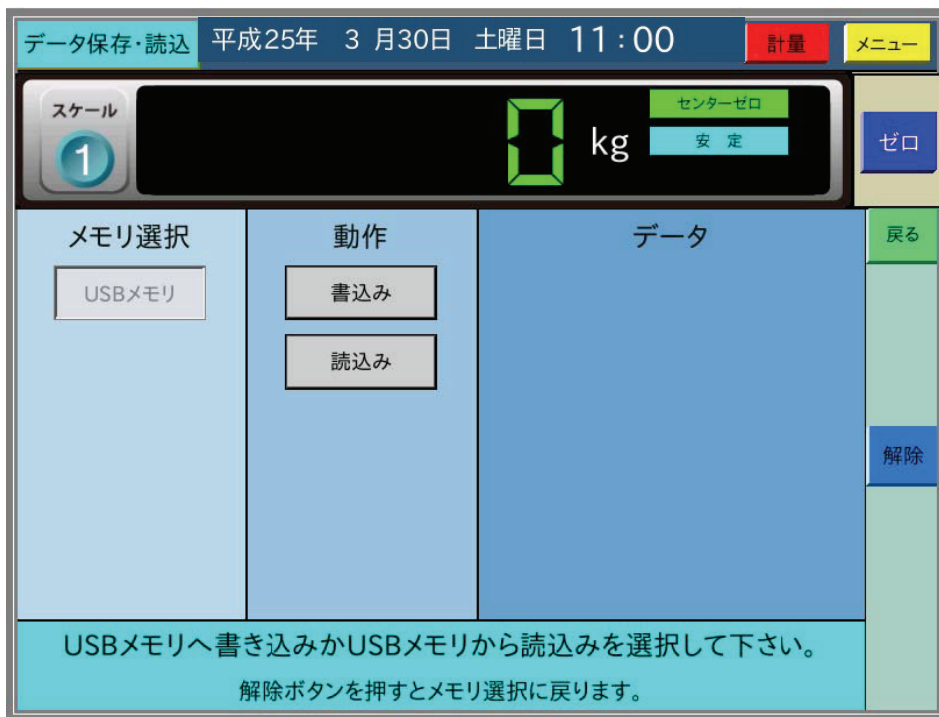 データ保存・読込 平成25年 3月30日 土曜日 11:00 計量 メニュー
スケール
1
0 kg
センターゼロ
安 定
ゼロ
メモリ選択 動作 データ 戻る
USBメモリ 書込み
読込み
解除
USBメモリへ書き込みかUSBメモリから読込みを選択して下さい。
解除ボタンを押すとメモリ選択に戻ります。